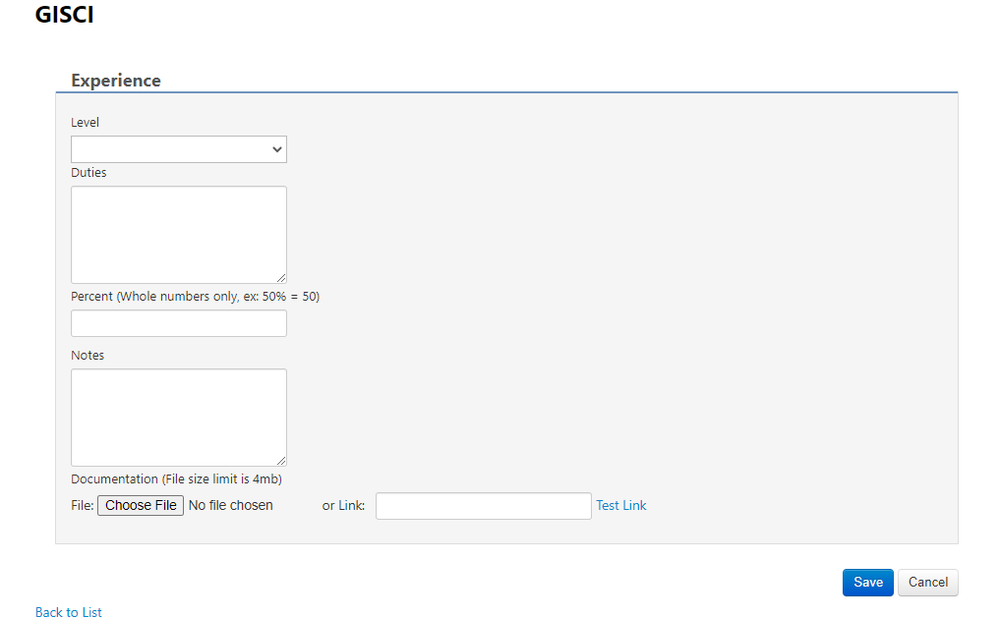 GISCI
Experience
Level
Duties
Percent (Whole numbers only, ex: 50% = 50)
Notes
Documentation (File size limit is 4mb)
File: Choose File No file chosen or Link: Test Link
Save Cancel
Back to List